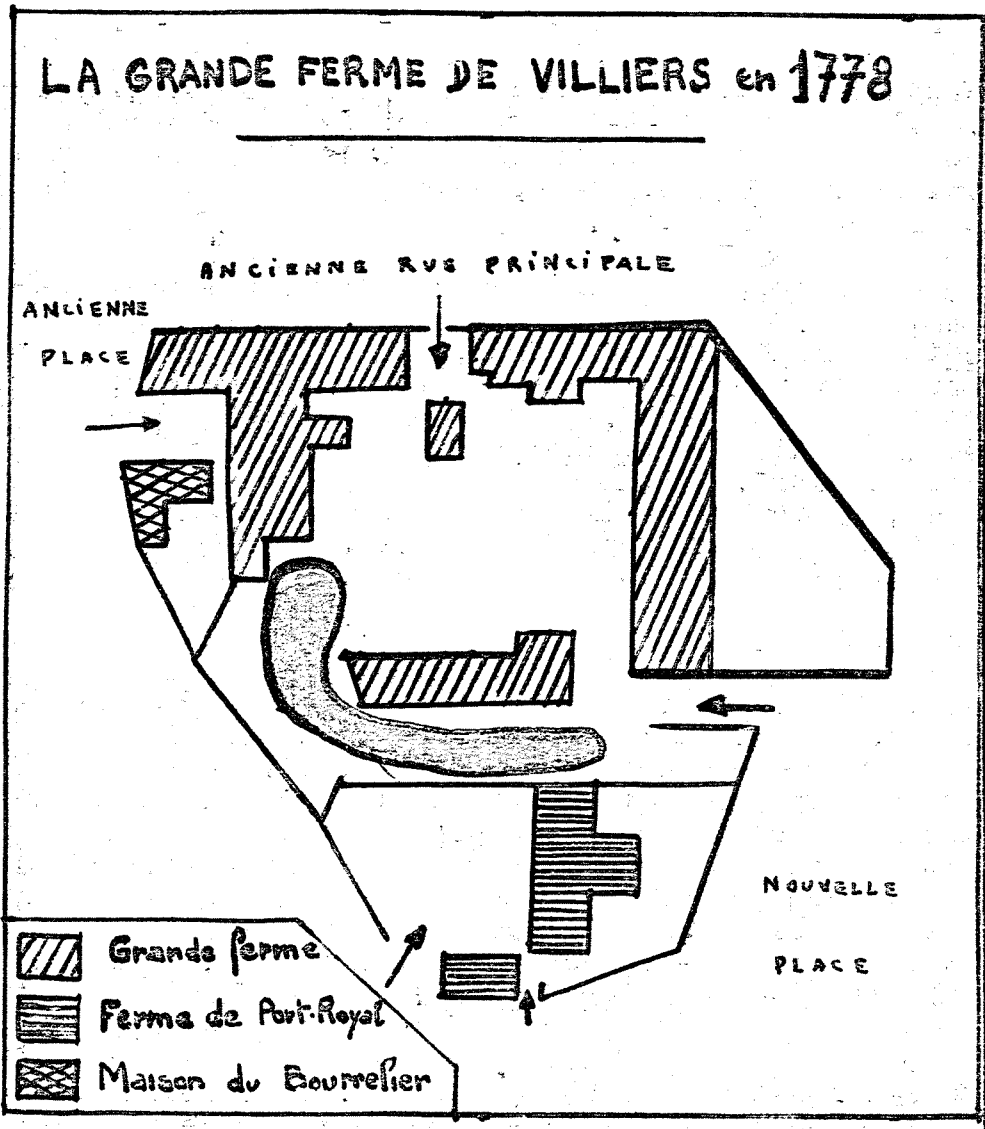 LA GRANDE FERME DE VILLIERS en 1778
ANCIENNE RUE PRINCIPALE
ANCIENNE
PLACE
NOUVELLE
PLACE
Grande ferme
Ferme de Port-Royal
Maison du Bourrelier